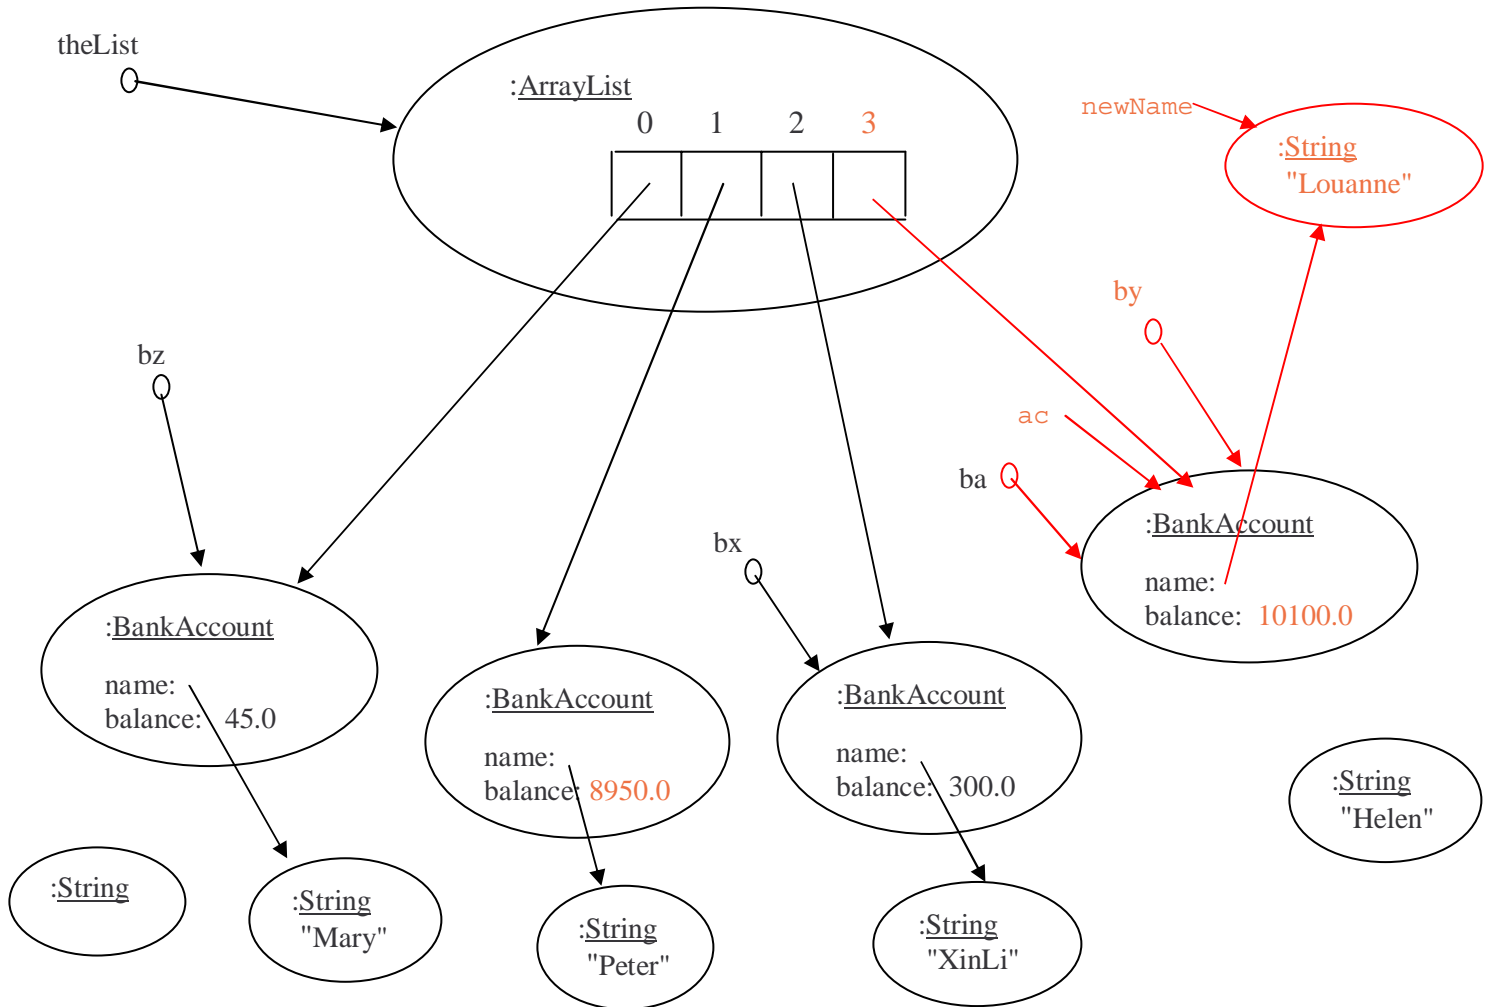 theList
:ArrayList
0 1 2 3
newName
:String
"Louanne"
by
bz
ac
ba
:BankAccount
name:
balance: 10100.0
bx
:BankAccount
name:
balance: 45.0
:BankAccount
name:
balance: 8950.0
:BankAccount
name:
balance: 300.0
:String
"Helen"
:String
:String
"Mary"
:String
"Peter"
:String
"XinLi"